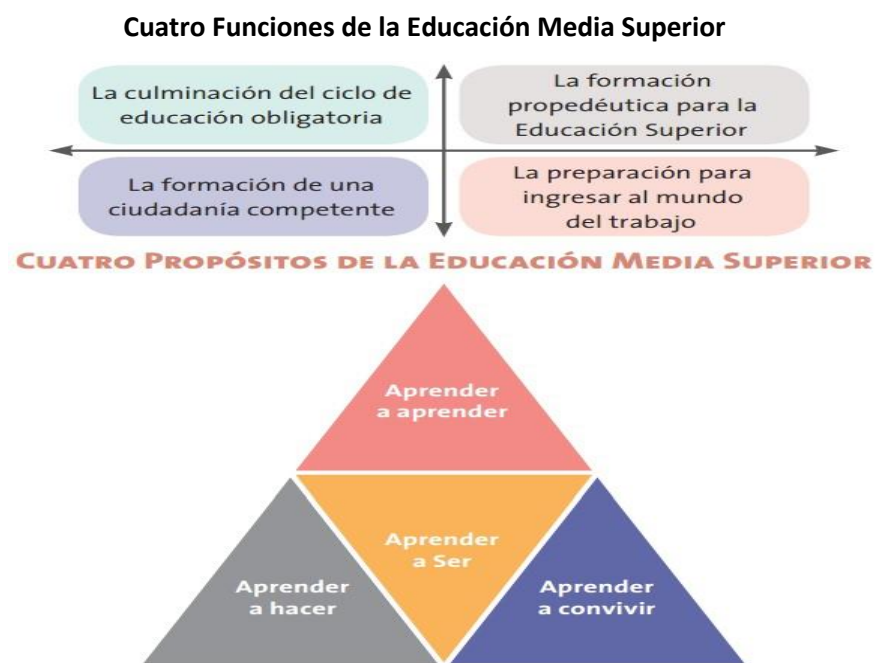 Cuatro Funciones de la Educación Media Superior
La culminación del ciclo de
educación obligatoria
La formación
propedéutica para la
Educación Superior
La formación de una
ciudadanía competente
La preparación para
ingresar al mundo
del trabajo
CUATRO PROPÓSITOS DE LA EDUCACIÓN MEDIA SUPERIOR
Aprender
a aprender
Aprender
a Ser
Aprender
a hacer
Aprender
a convivir